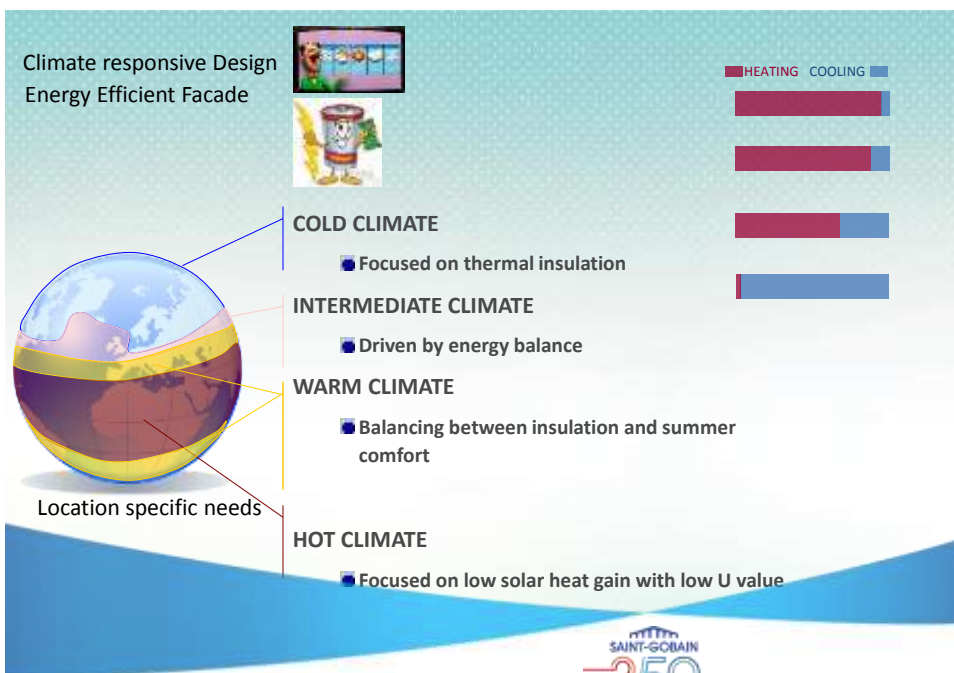 Climate responsive Design
Energy Efficient Facade
HEATING COOLING
COLD CLIMATE
Focused on thermal insulation
INTERMEDIATE CLIMATE
Driven by energy balance
WARM CLIMATE
Balancing between insulation and summer
comfort
Location specific needs
HOT CLIMATE
Focused on low solar heat gain with low U value
SAINT-GOBAIN
350